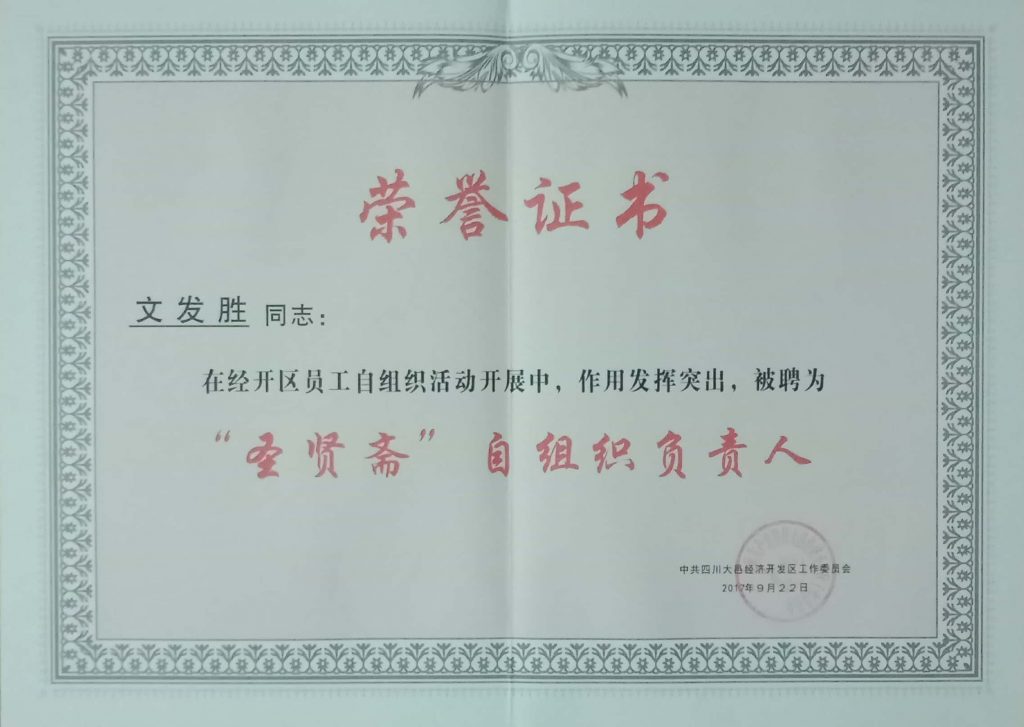 荣誉证书
文发胜 同志：
在经开区员工自组织活动开展中，作用发挥突出，被聘为
“圣贤斋”自组织负责人
中共四川大邑经济开发区工作委员会
2017年9月22日